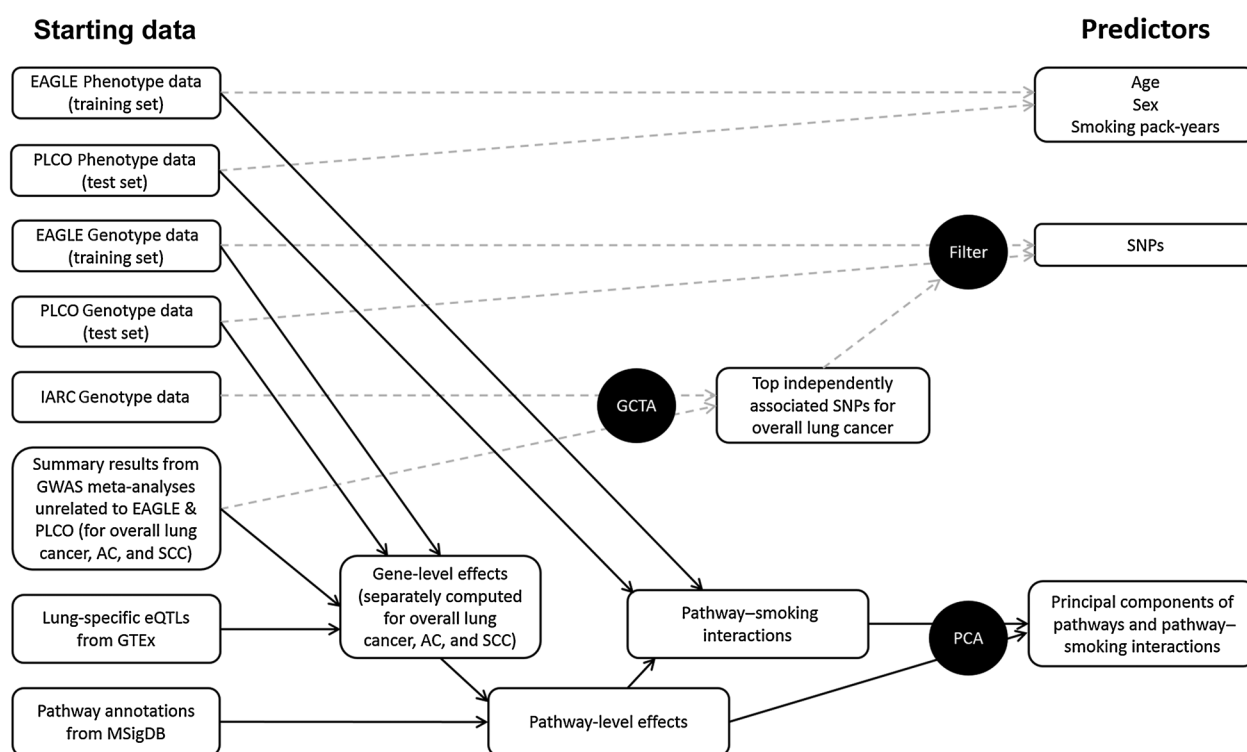 Starting data
Predictors
EAGLE Phenotype data
(training set)
Age
Sex
Smoking pack-years
PLCO Phenotype data
(test set)
EAGLE Genotype data
(training set)
Filter
SNPs
PLCO Genotype data
(test set)
IARC Genotype data
GCTA
Top independently
associated SNPs for
overall lung cancer
Summary results from
GWAS meta-analyses
unrelated to EAGLE &
PLCO (for overall lung
cancer, AC, and SCC)
Gene-level effects
(separately computed
for overall lung
cancer, AC, and SCC)
Lung-specific eQTLs
from GTEx
Pathway–smoking
interactions
PCA
Principal components of
pathways and pathway–
smoking interactions
Pathway annotations
from MSigDB
Pathway-level effects